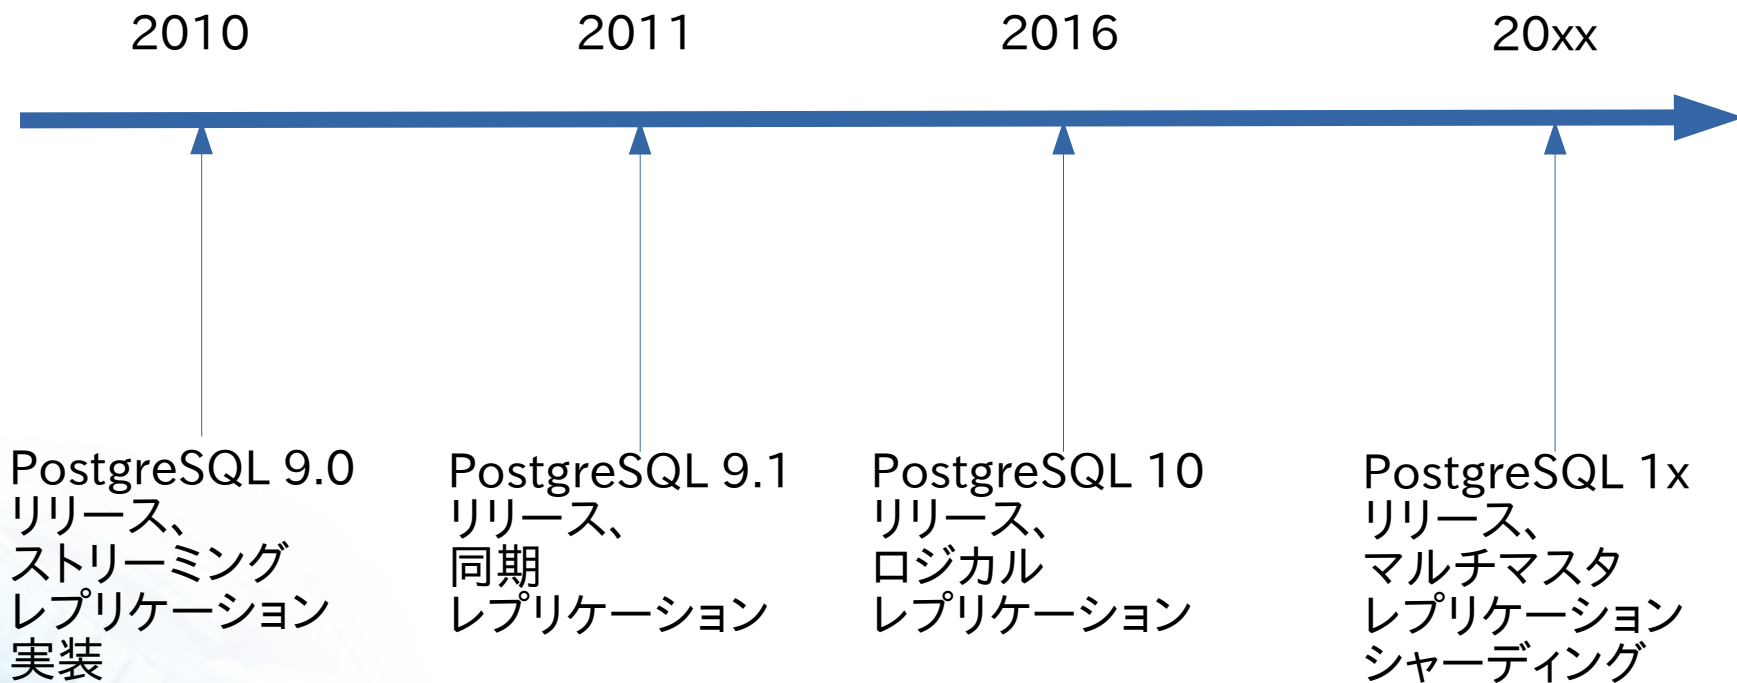 2010
2011
2016
20xx
PostgreSQL 9.0
リリース、
ストリーミング
レプリケーション
実装
PostgreSQL 9.1
リリース、
同期
レプリケーション
PostgreSQL 10
リリース、
ロジカル
レプリケーション
PostgreSQL 1x
リリース、
マルチマスタ
レプリケーション
シャーディング